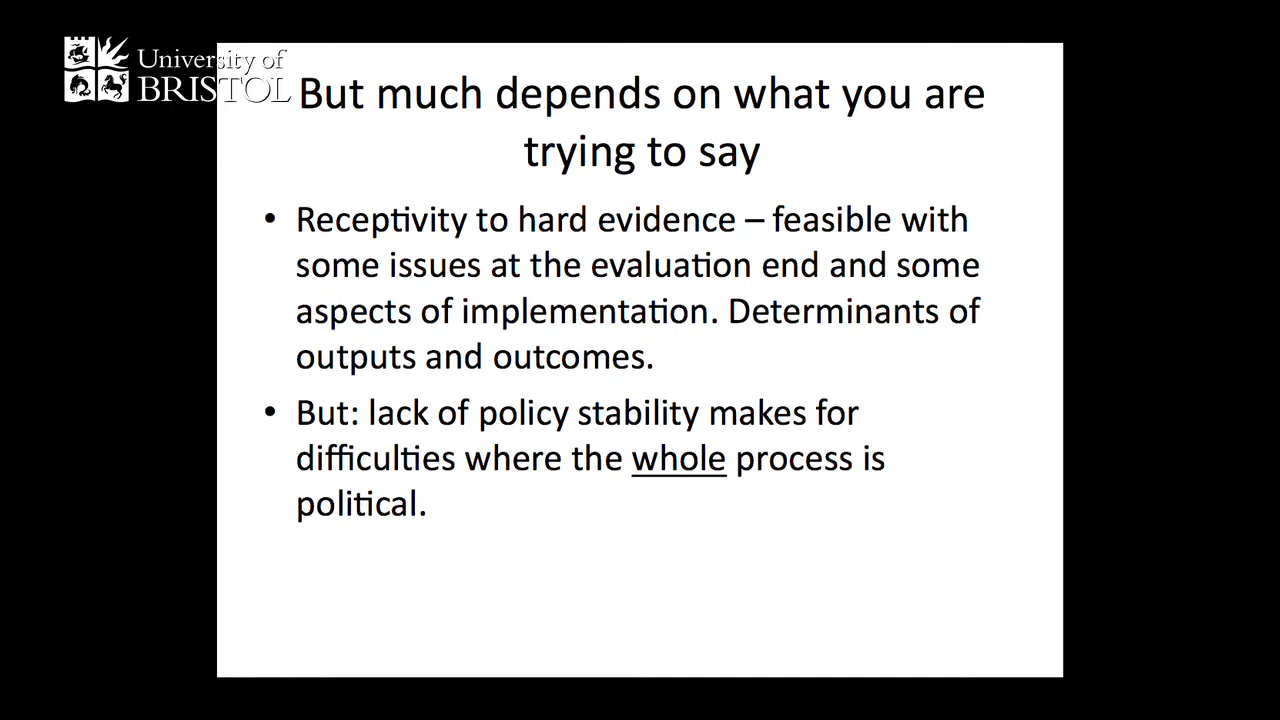 University of
BRISTOL
But much depends on what you are
trying to say
• Receptivity to hard evidence – feasible with
some issues at the evaluation end and some
aspects of implementation. Determinants of
outputs and outcomes.
• But: lack of policy stability makes for
difficulties where the whole process is
political.